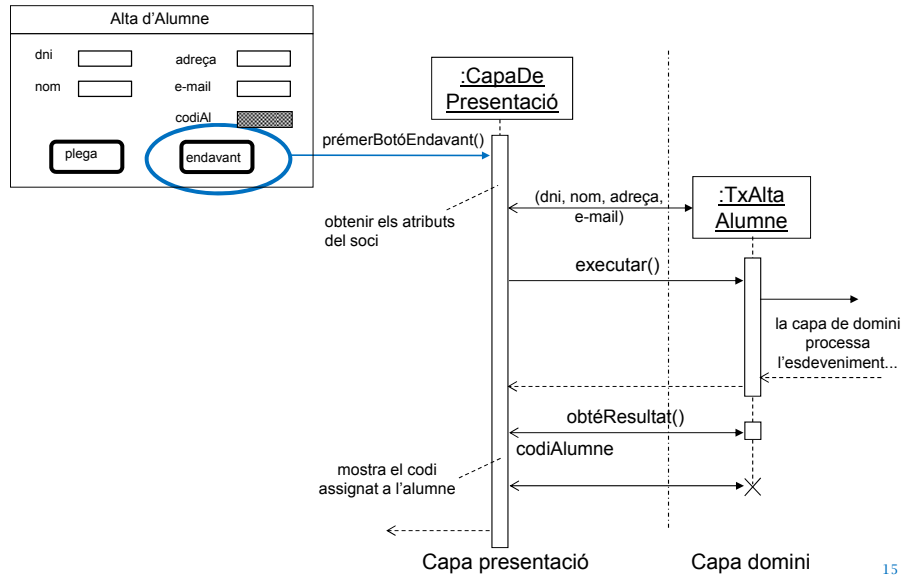 Alta d'Alumne
dni
adreça
nom
e-mail
codiAl
plega
endavant
prémerBotóEndavant()
:CapaDe
Presentació
obtenir els atributs
del soci
(dni, nom, adreça,
e-mail)
:TxAlta
Alumne
executar()
la capa de domini
processa
l'esdeveniment...
obtéResultat()
codiAlumne
mostra el codi
assignat a l'alumne
Capa presentació
Capa domini
15